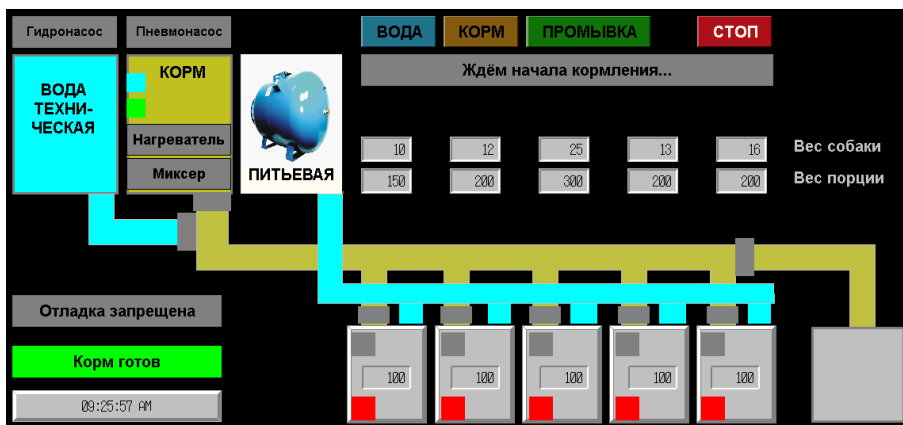 Гидронасос
Пневмонасос
ВОДА
КОРМ
ПРОМЫВКА
СТОП
Ждём начала кормления...
ВОДА
ТЕХНИ-
ЧЕСКАЯ
КОРМ
Нагреватель
Миксер
ПИТЬЕВАЯ
10
12
25
13
16
Вес собаки
150
200
300
200
200
Вес порции
Отладка запрещена
Корм готов
09:25:57 AM
100
100
100
100
100